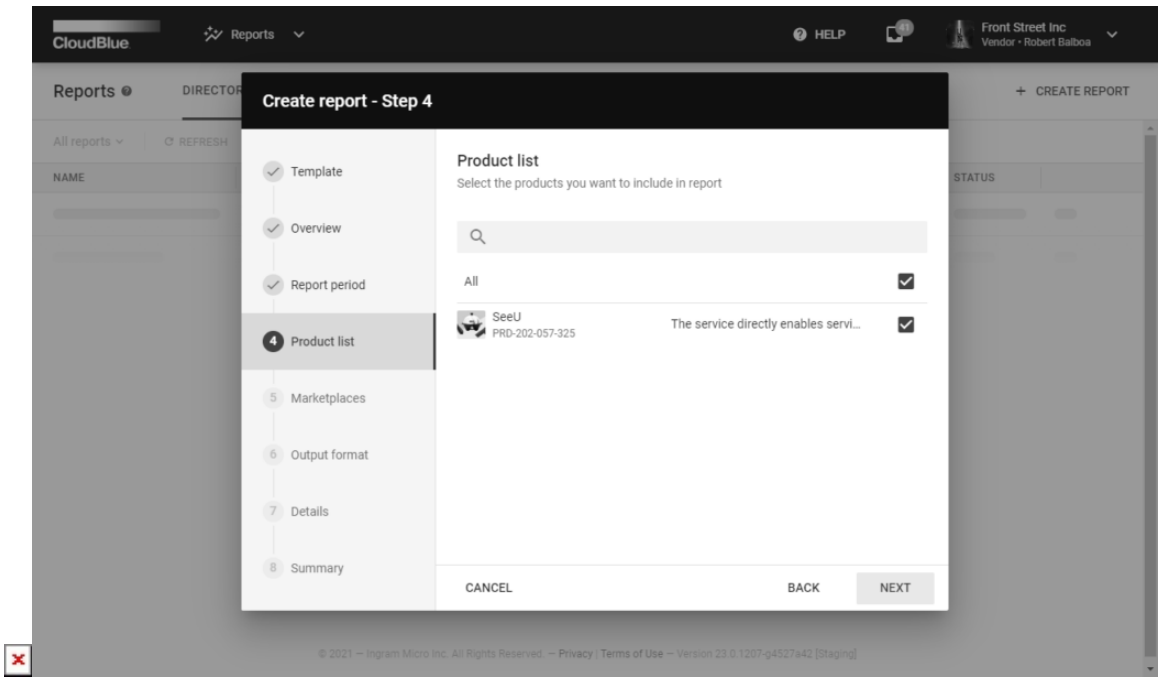 CloudBlue
Reports
HELP
41
Front Street Inc
Vendor • Robert Balboa
Reports
DIRECTOR
+ CREATE REPORT
All reports
REFRESH
NAME
STATUS
Create report - Step 4
Template
Overview
Report period
4 Product list
5 Marketplaces
6 Output format
7 Details
8 Summary
Product list
Select the products you want to include in report
All
SeeU
PRD-202-057-325
The service directly enables servi...
CANCEL
BACK
NEXT
© 2021 — Ingram Micro Inc. All Rights Reserved. — Privacy | Terms of Use — Version 23.0.1207-g4527a42 [Staging]